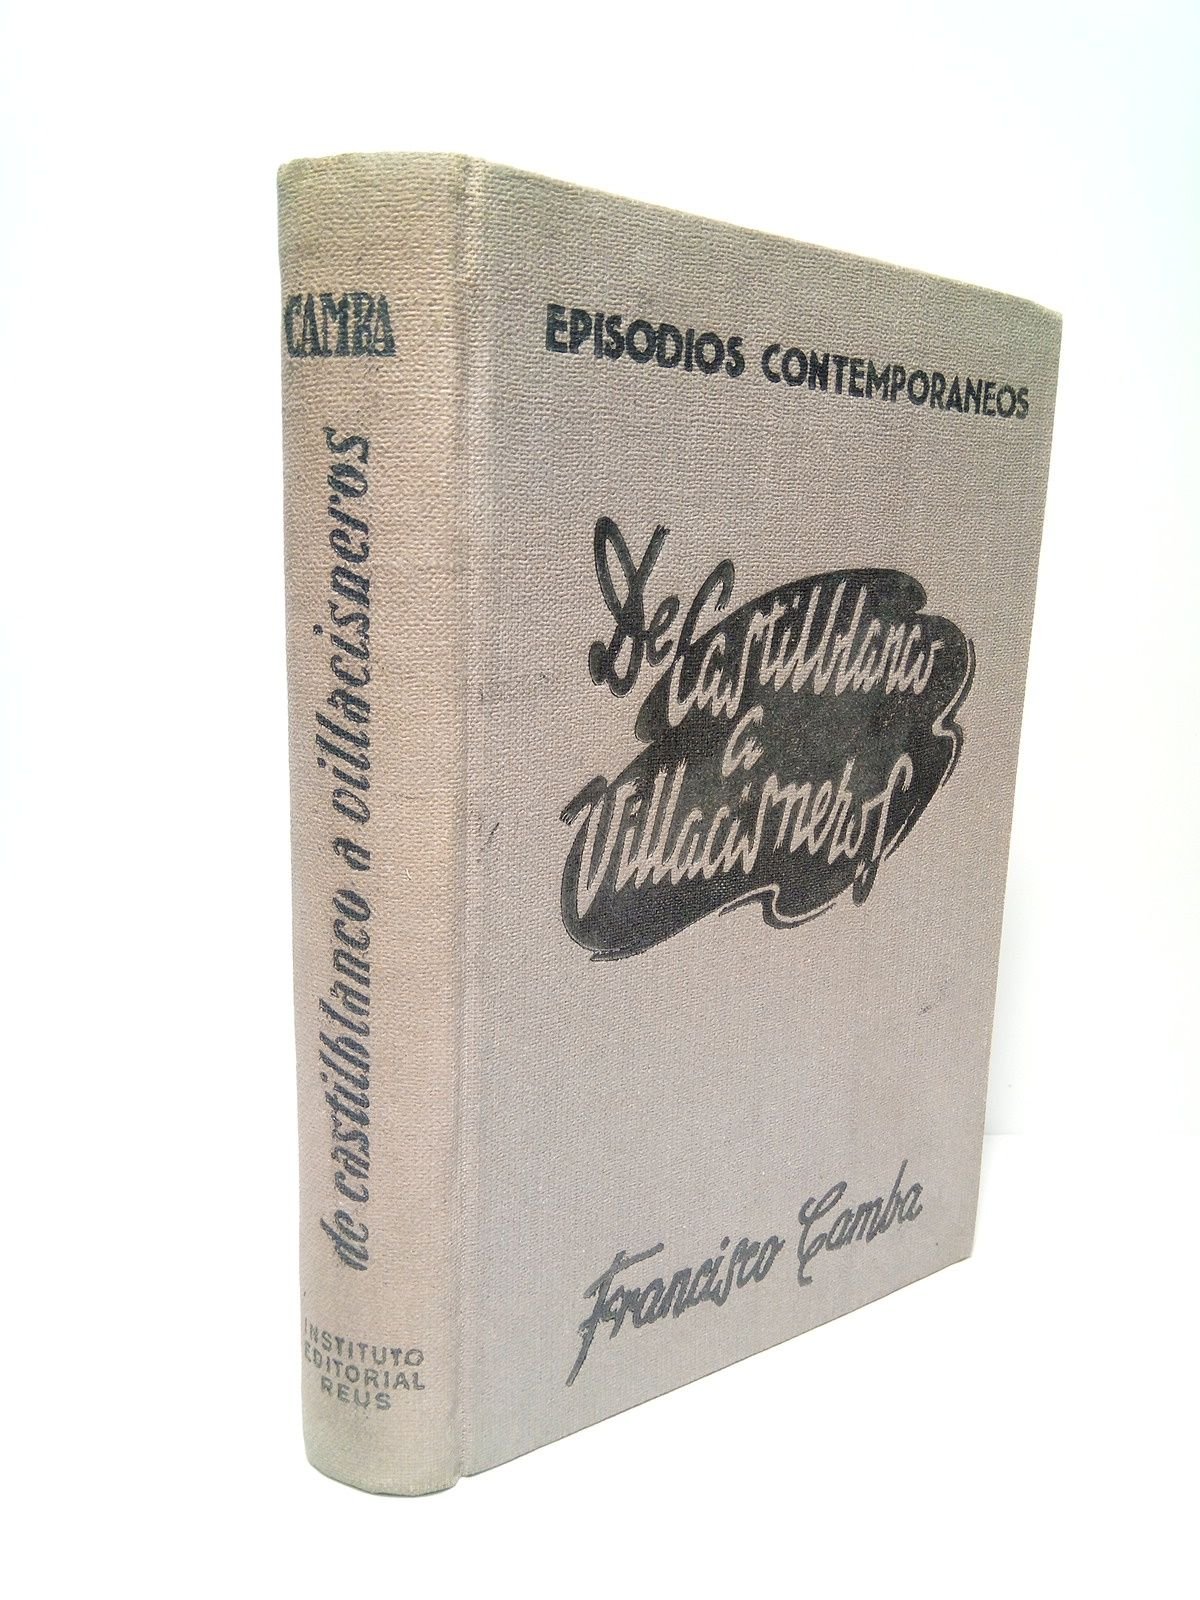 CAMBA
de castilblanco a villacisneros
INSTITUTO
EDITORIAL
REUS
EPISODIOS CONTEMPORANEOS
De Castilblanco
a
Villacisneros
Francisco Camba